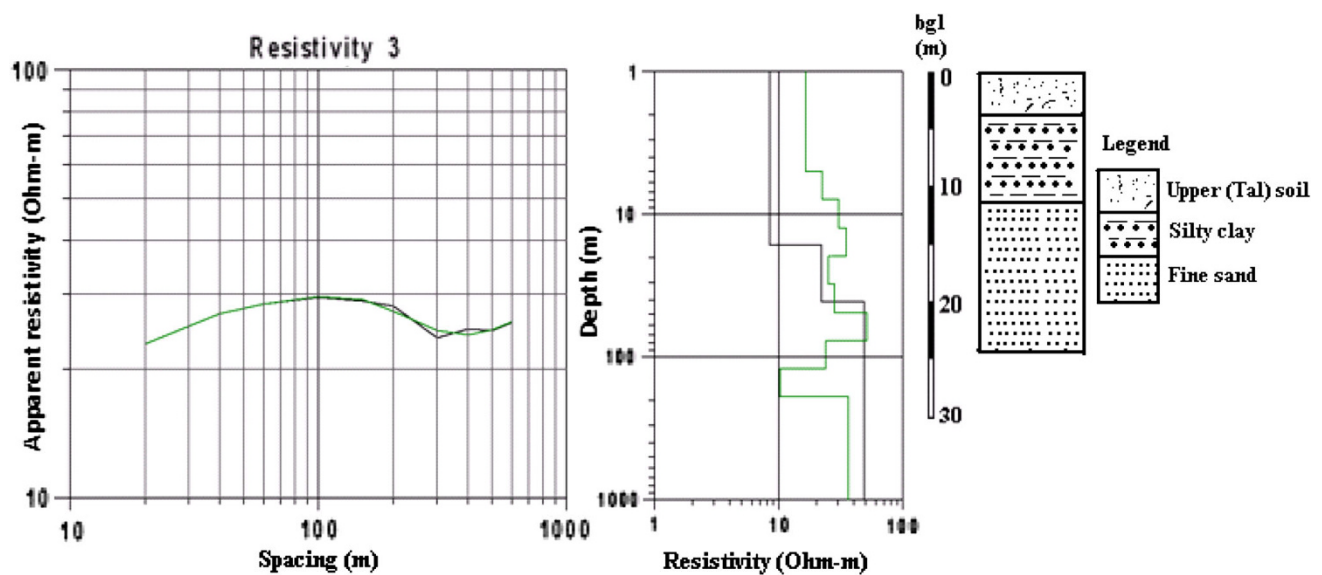 Resistivity 3
100
10
Apparent resistivity (Ohm-m)
10
100
1000
Spacing (m)
1
10
100
1000
Depth (m)
1
10
100
Resistivity (Ohm-m)
bgl
(m)
0
10
20
30
Legend
Upper (Tal) soil
Silty clay
Fine sand